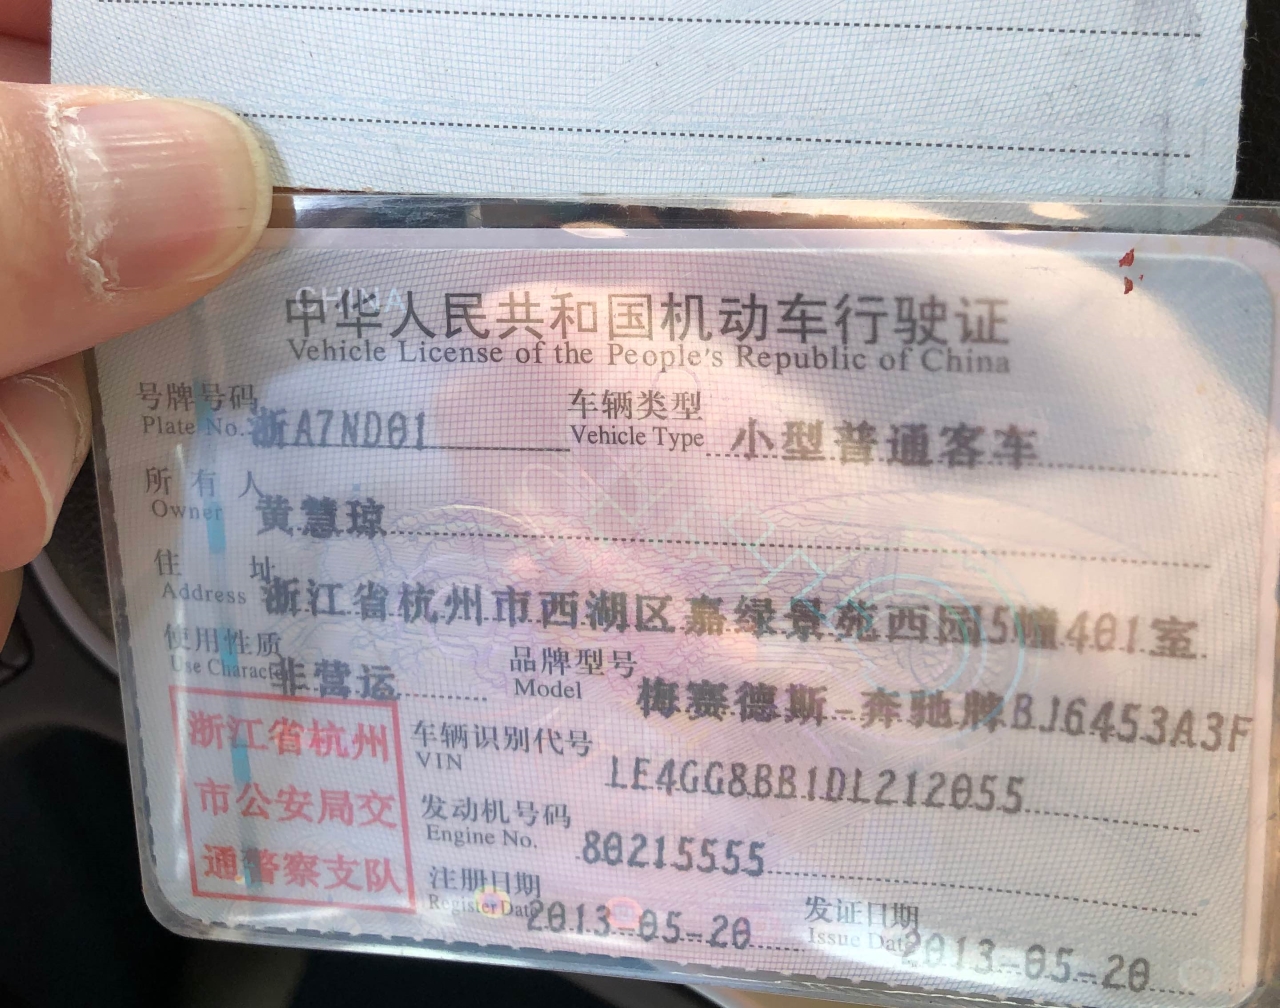 CHINA
中华人民共和国机动车行驶证
Vehicle License of the People's Republic of China
号牌号码 浙A7ND01 车辆类型 小型普通客车
Plate No. Vehicle Type
所有人 黄慧琼
Owner
住址 浙江省杭州市西湖区嘉绿景苑西园5幢401室
Address
使用性质 非营运 品牌型号 梅赛德斯-奔驰牌BJ6453A3F
Use Character Model
浙江省杭州
市公安局交
通警察支队
车辆识别代号 LE4GG8BB1DL212055
VIN
发动机号码 80215555
Engine No.
注册日期 2013-05-20 发证日期 2013-05-20
Register Date Issue Date